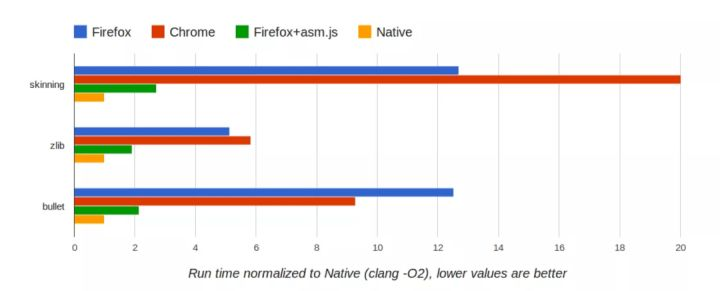 Firefox Chrome Firefox+asm.js Native
skinning
zlib
bullet
0 2 4 6 8 10 12 14 16 18 20
Run time normalized to Native (clang -O2), lower values are better